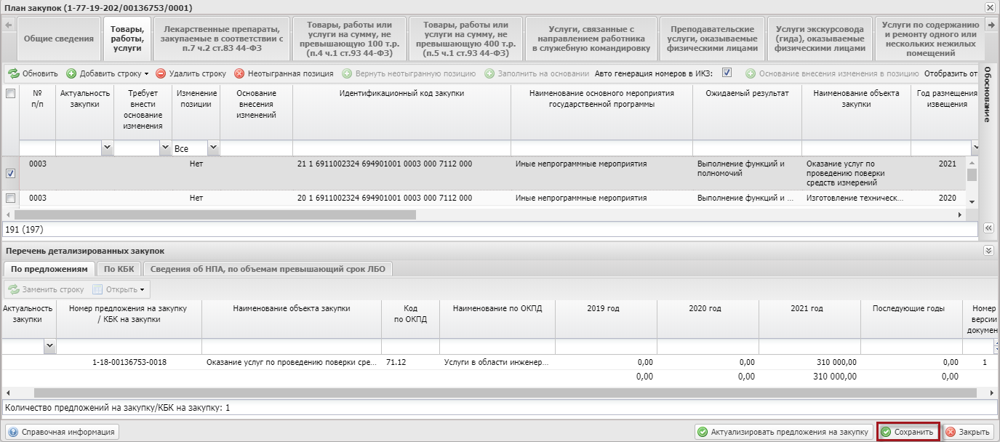 План закупок (1-77-19-202/00136753/0001)
Общие сведения
Товары, работы, услуги
Лекарственные препараты, закупаемые в соответствии с п.7 ч.2 ст.83 44-ФЗ
Товары, работы или услуги на сумму, не превышающую 100 т.р. (п.4 ч.1 ст.93 44-ФЗ)
Товары, работы или услуги на сумму, не превышающую 400 т.р. (п.5 ч.1 ст.93 44-ФЗ)
Услуги, связанные с направлением работника в служебную командировку
Преподавательские услуги, оказываемые физическими лицами
Услуги экскурсовода (гида), оказываемые физическими лицами
Услуги по содержанию и ремонту одного или нескольких нежилых помещений
Обновить Добавить строку Удалить строку Неотыгранная позиция Вернуть неотыгранную позицию Заполнить на основании Авто генерация номеров в ИКЗ: Основание внесения изменения в позицию Отобразить от
Обоснование
№ п/п
Актуальность закупки
Требует внести основание изменения
Изменение позиции
Основание внесения изменений
Идентификационный код закупки
Наименование основного мероприятия государственной программы
Ожидаемый результат
Наименование объекта закупки
Год размещения извещения
Все
0003 Нет 21 1 6911002324 694901001 0003 000 7112 000 Иные непрограммные мероприятия Выполнение функций и полномочий Оказание услуг по проведению поверки средств измерений 2021
0003 Нет 20 1 6911002324 694901001 0003 000 7112 000 Иные непрограммные мероприятия Выполнение функций и ... Изготовление техническ... 2020
191 (197)
Перечень детализированных закупок
По предложениям По КБК Сведения об НПА, по объемам превышающий срок ЛБО
Заменить строку Открыть
Актуальность закупки
Номер предложения на закупку / КБК на закупки
Наименование объекта закупки
Код по ОКПД
Наименование по ОКПД
2019 год
2020 год
2021 год
Последующие годы
Номер версии докумен
1-18-00136753-0018 Оказание услуг по проведению поверки сре... 71.12 Услуги в области инженер... 0,00 0,00 310 000,00 0,00 1
0,00 0,00 310 000,00 0,00
Количество предложений на закупку/КБК на закупку: 1
Справочная информация Актуализировать предложения на закупку Сохранить Закрыть